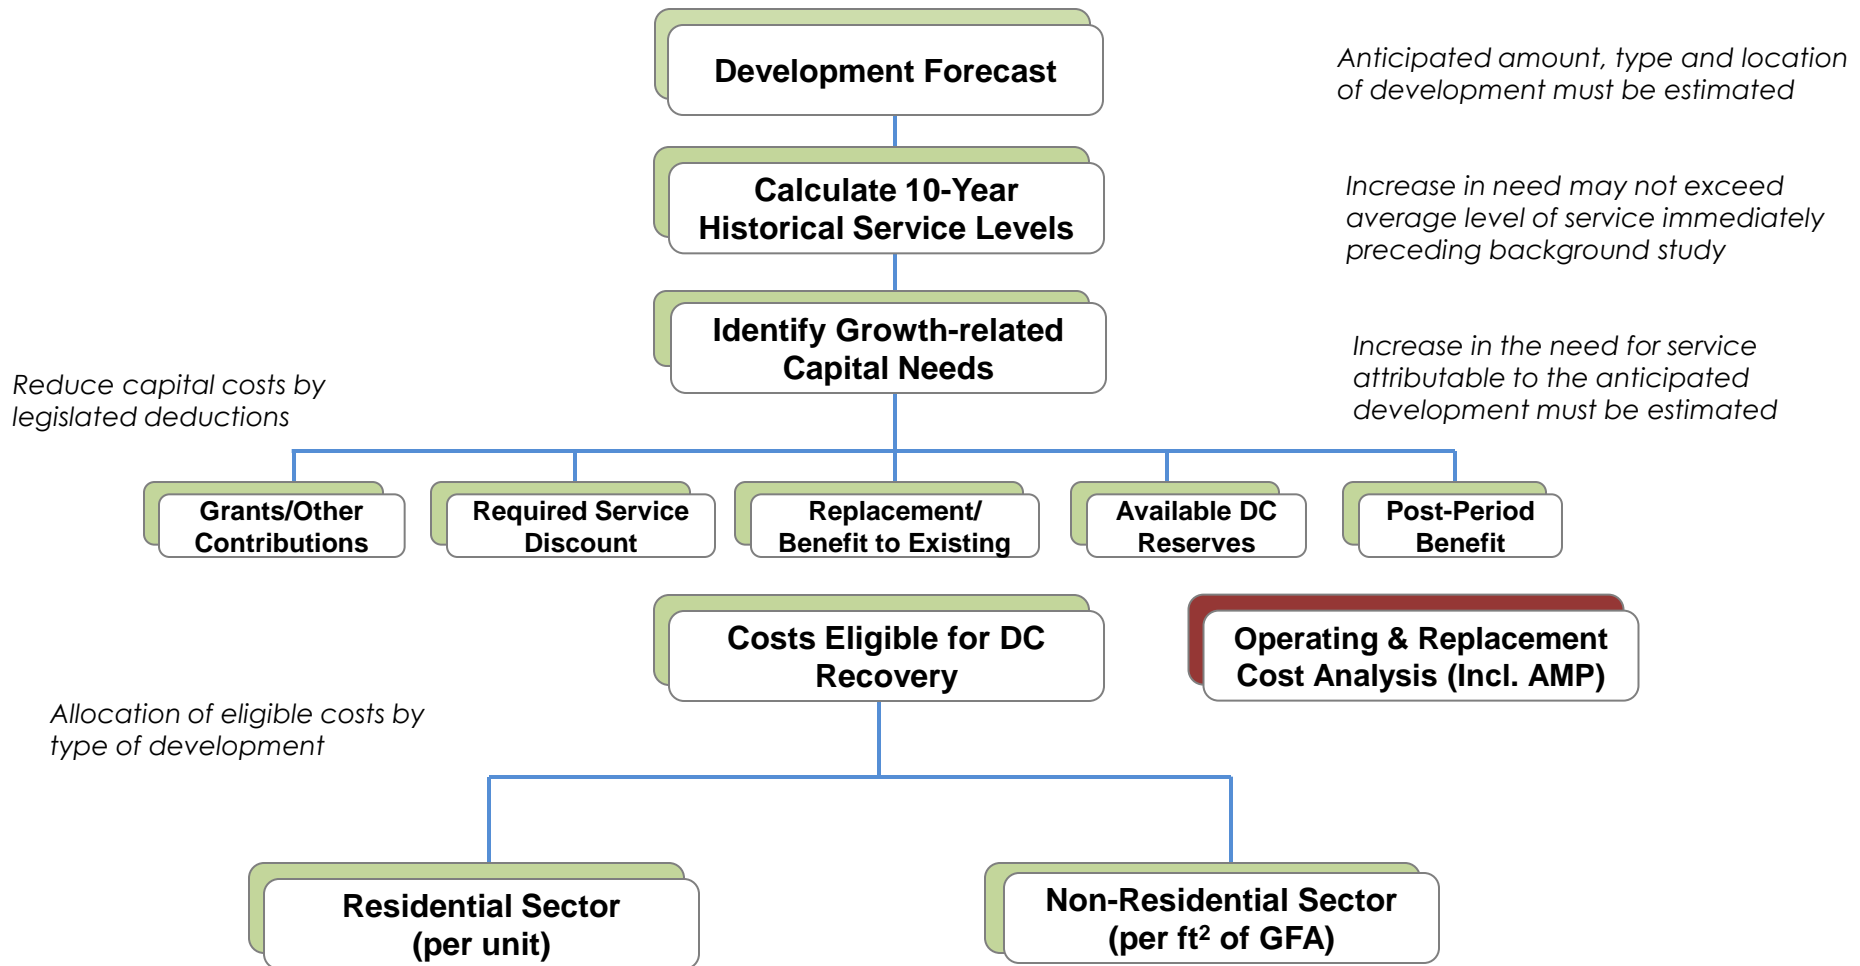 Development Forecast
Anticipated amount, type and location
of development must be estimated
Calculate 10-Year
Historical Service Levels
Increase in need may not exceed
average level of service immediately
preceding background study
Identify Growth-related
Capital Needs
Increase in the need for service
attributable to the anticipated
development must be estimated
Reduce capital costs by
legislated deductions
Grants/Other
Contributions
Required Service
Discount
Replacement/
Benefit to Existing
Available DC
Reserves
Post-Period
Benefit
Costs Eligible for DC
Recovery
Operating & Replacement
Cost Analysis (Incl. AMP)
Allocation of eligible costs by
type of development
Residential Sector
(per unit)
Non-Residential Sector
(per ft² of GFA)